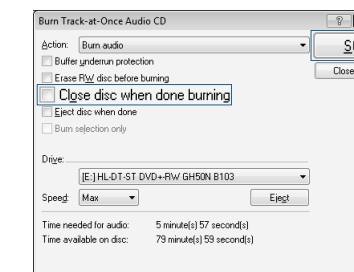 Burn Track-at-Once Audio CD
?
Action: Burn audio
S
Buffer underrun protection
Close
Erase RW disc before burning
Close disc when done burning
Eject disc when done
Burn selection only
Drive:
[E:] HL-DT-ST DVD+-RW GH50N B103
Speed: Max Eject
Time needed for audio: 5 minute(s) 57 second(s)
Time available on disc: 79 minute(s) 59 second(s)